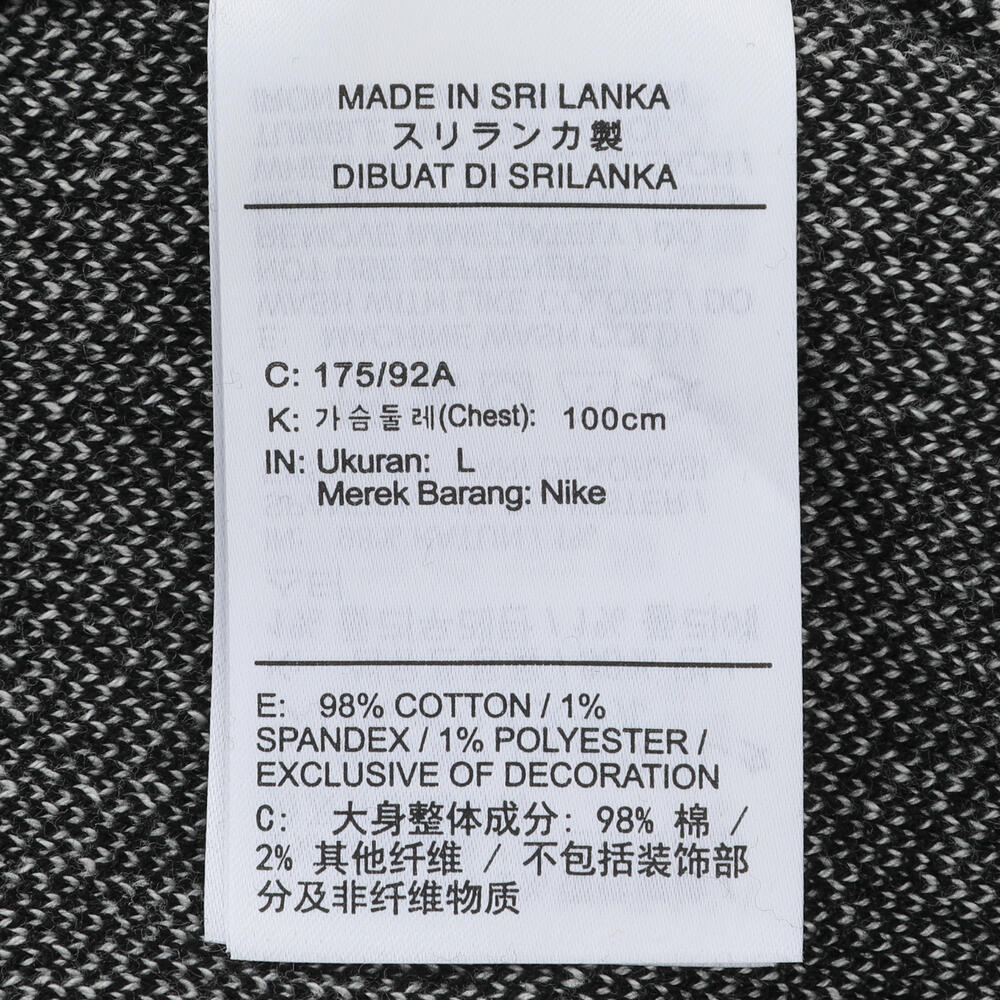 MADE IN SRI LANKA
スリランカ製
DIBUAT DI SRILANKA
C: 175/92A
K: 가슴둘레(Chest): 100cm
IN: Ukuran: L
Merek Barang: Nike
E: 98% COTTON / 1%
SPANDEX / 1% POLYESTER /
EXCLUSIVE OF DECORATION
C: 大身整体成分: 98% 棉 /
2% 其他纤维 / 不包括装饰部
分及非纤维物质